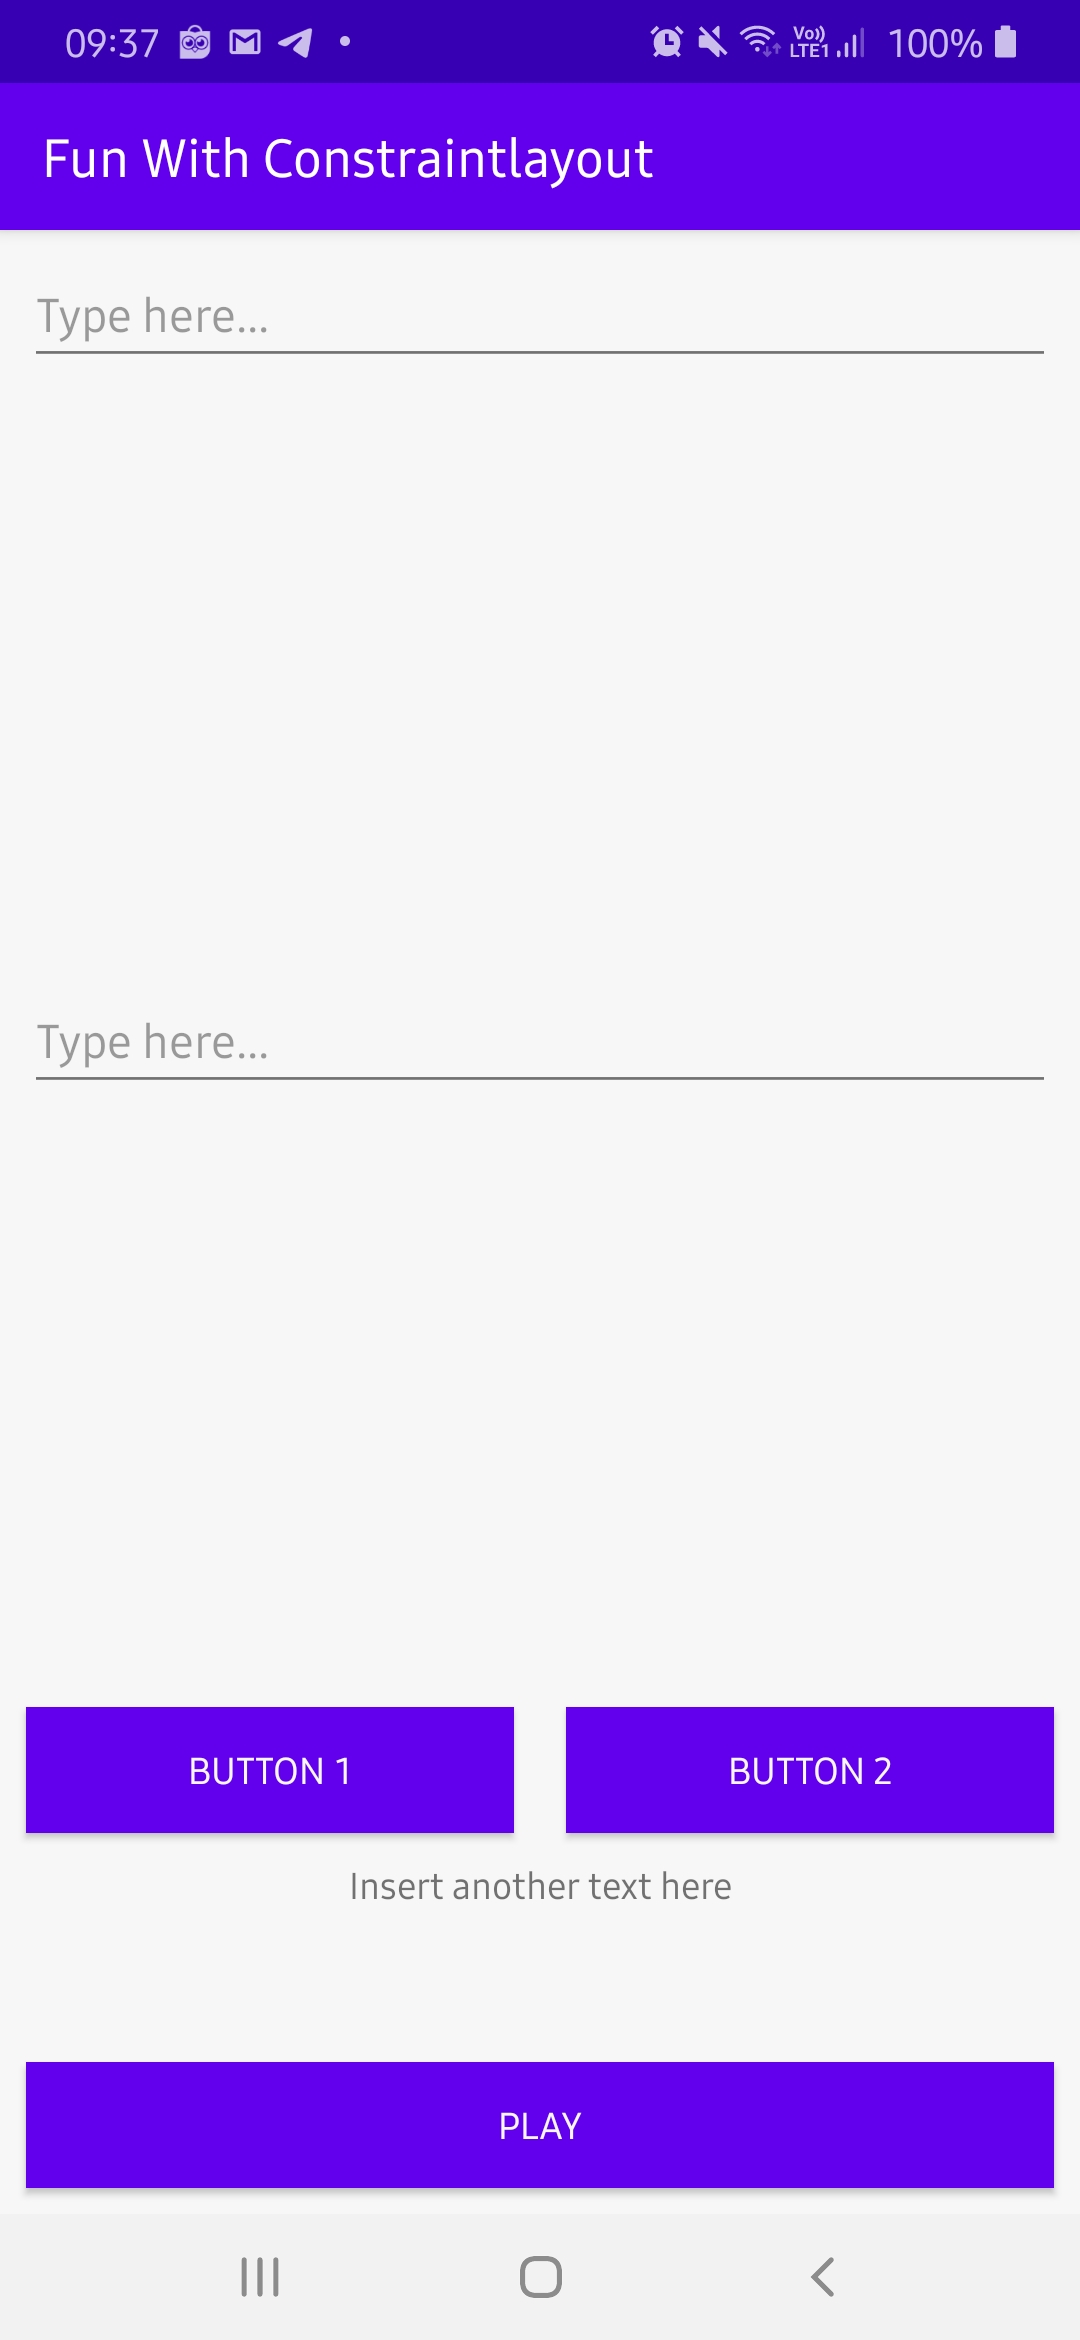 09:37 Vo)) LTE1 100%
Fun With Constraintlayout
Type here...
Type here...
BUTTON 1 BUTTON 2
Insert another text here
PLAY